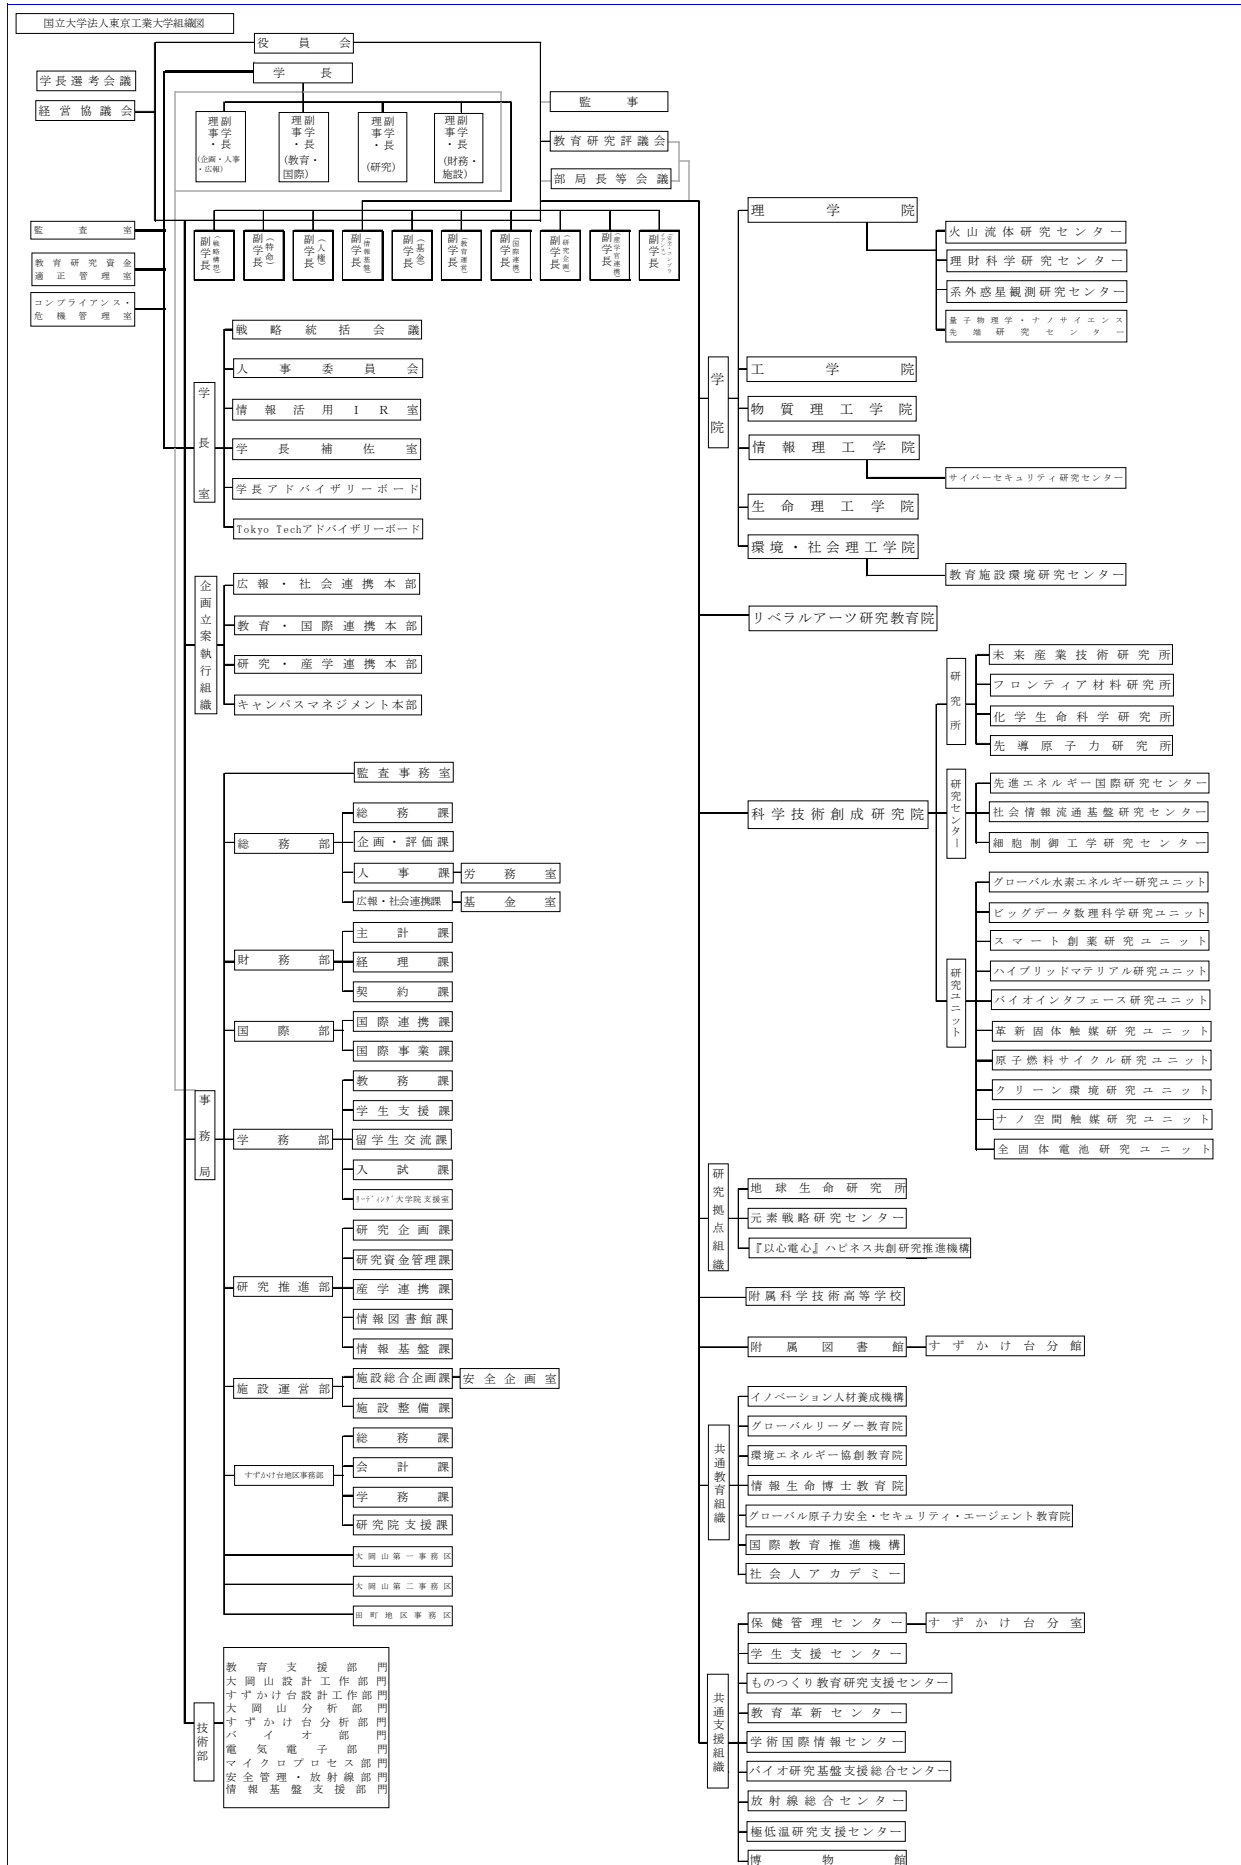 国立大学法人東京工業大学組織図
役員会
学長
学長選考会議
経営協議会
監事
教育研究評議会
部局長等会議
理事・副学長
(企画・人事・広報)
理事・副学長
(教育・国際)
理事・副学長
(研究)
理事・副学長
(財務・施設)
監査室
教育研究資金
適正管理室
コンプライアンス・
危機管理室
副学長(戦略構想)
副学長(特命)
副学長(人権)
副学長(情報基盤)
副学長(基金)
副学長(教育運営)
副学長(国際連携)
副学長(研究企画)
副学長(産学官連携)
副学長
学長室
戦略統括会議
人事委員会
情報活用IR室
学長補佐室
学長アドバイザリーボード
Tokyo Techアドバイザリーボード
企画立案執行組織
広報・社会連携本部
教育・国際連携本部
研究・産学連携本部
キャンパスマネジメント本部
事務局
監査事務室
総務部
総務課
企画・評価課
人事課
労務室
広報・社会連携課
基金室
財務部
主計課
経理課
契約課
国際部
国際連携課
国際事業課
学務部
教務課
学生支援課
留学生交流課
入試課
リーディング大学院支援室
研究推進部
研究企画課
研究資金管理課
産学連携課
情報図書館課
情報基盤課
施設運営部
施設総合企画課
安全企画室
施設整備課
すずかけ台地区事務部
総務課
会計課
学務課
研究院支援課
大岡山第一事務区
大岡山第二事務区
田町地区事務区
技術部
教育支援部門
大岡山設計工作部門
すずかけ台設計工作部門
大岡山分析部門
すずかけ台分析部門
バイオ部門
電気電子部門
マイクロプロセス部門
安全管理・放射線部門
情報基盤支援部門
学院
理学院
火山流体研究センター
理財科学研究センター
系外惑星観測研究センター
量子物理学・ナノサイエンス
先端研究センター
工学院
物質理工学院
情報理工学院
サイバーセキュリティ研究センター
生命理工学院
環境・社会理工学院
教育施設環境研究センター
リベラルアーツ研究教育院
科学技術創成研究院
研究所
未来産業技術研究所
フロンティア材料研究所
化学生命科学研究所
先導原子力研究所
研究センター
先進エネルギー国際研究センター
社会情報流通基盤研究センター
細胞制御工学研究センター
研究ユニット
グローバル水素エネルギー研究ユニット
ビッグデータ数理科学研究ユニット
スマート創薬研究ユニット
ハイブリッドマテリアル研究ユニット
バイオインタフェース研究ユニット
革新固体触媒研究ユニット
原子燃料サイクル研究ユニット
クリーン環境研究ユニット
ナノ空間触媒研究ユニット
全固体電池研究ユニット
研究拠点組織
地球生命研究所
元素戦略研究センター
『以心電心』ハピネス共創研究推進機構
附属科学技術高等学校
附属図書館
すずかけ台分館
共通教育組織
イノベーション人材養成機構
グローバルリーダー教育院
環境エネルギー協創教育院
情報生命博士教育院
グローバル原子力安全・セキュリティ・エージェント教育院
国際教育推進機構
社会人アカデミー
共通支援組織
保健管理センター
すずかけ台分室
学生支援センター
ものつくり教育研究支援センター
教育革新センター
学術国際情報センター
バイオ研究基盤支援総合センター
放射線総合センター
極低温研究支援センター
博物館